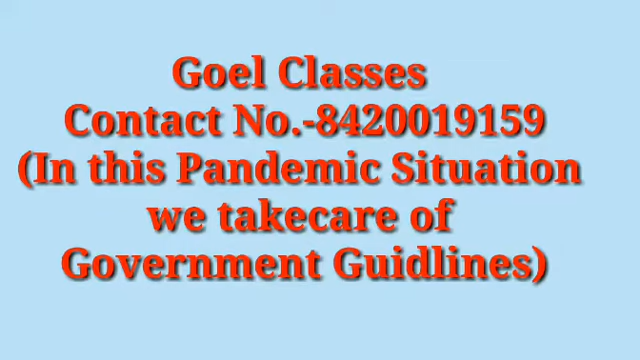 Goel Classes
Contact No.-8420019159
(In this Pandemic Situation
we takecare of
Government Guidlines)